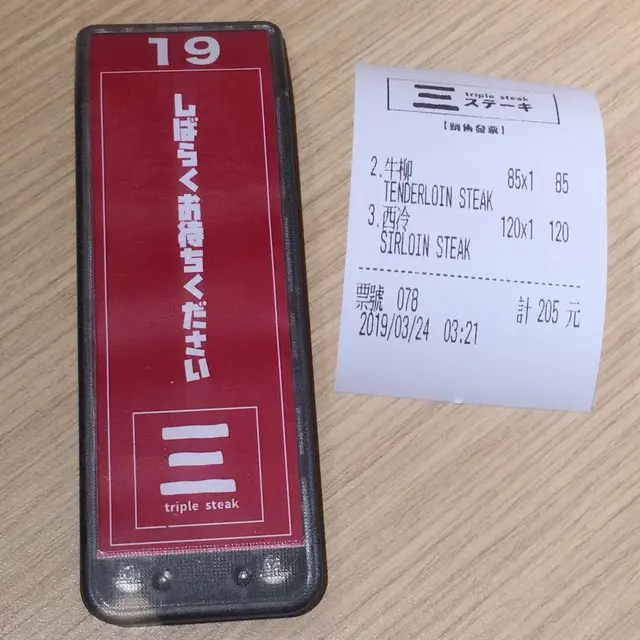 19
しばらくお待ちください
三
triple steak
三 triple steak
ステーキ
【銷售發票】
2.牛柳 85x1 85
TENDERLOIN STEAK
3.西冷 120x1 120
SIRLOIN STEAK
票號 078 計 205 元
2019/03/24 03:21